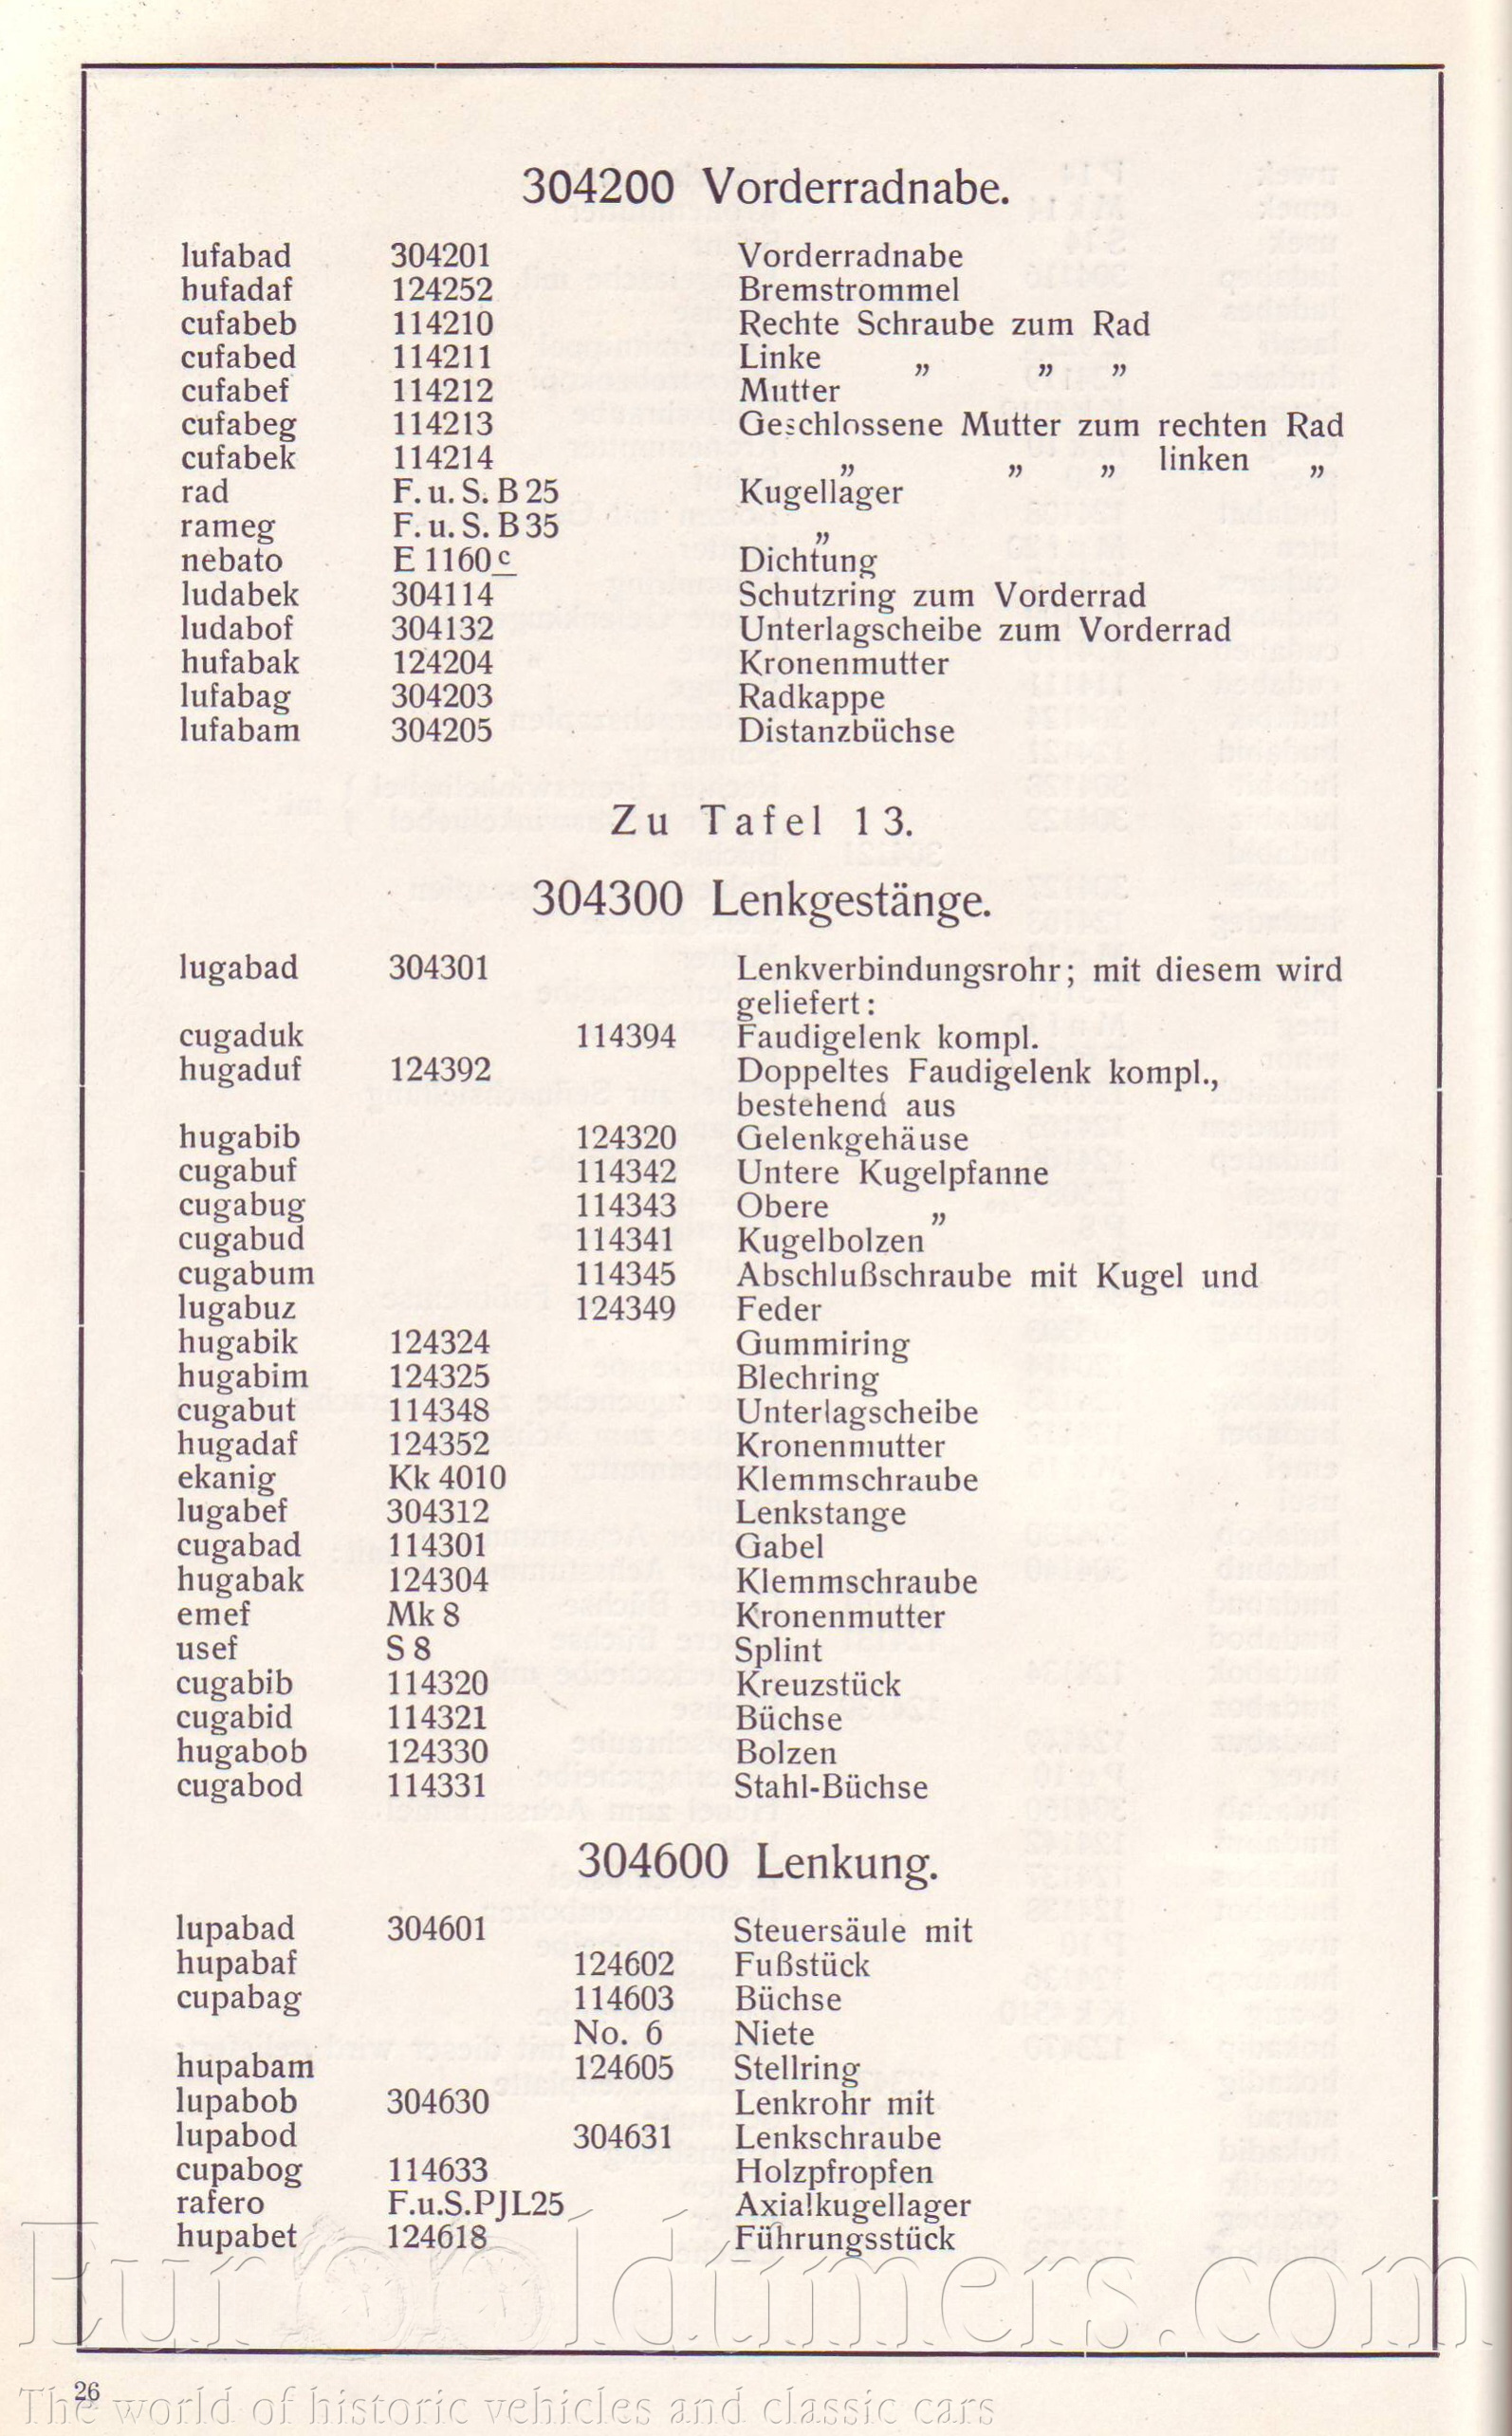 304200 Vorderradnabe.
lufabad 304201 Vorderradnabe
hufadaf 124252 Bremstrommel
cufabeb 114210 Rechte Schraube zum Rad
cufabed 114211 Linke „ „ „
cufabef 114212 Mutter
cufabeg 114213 Geschlossene Mutter zum rechten Rad
cufabek 114214 „ „ „ linken „
rad F. u. S. B 25 Kugellager
rameg F. u. S. B 35 „
nebato E 1160 c Dichtung
ludabek 304114 Schutzring zum Vorderrad
ludabof 304132 Unterlagscheibe zum Vorderrad
hufabak 124204 Kronenmutter
lufabag 304203 Radkappe
lufabam 304205 Distanzbüchse
Zu Tafel 13.
304300 Lenkgestänge.
lugabad 304301 Lenkverbindungsrohr; mit diesem wird
geliefert:
cugaduk 114394 Faudigelenk kompl.
hugaduf 124392 Doppeltes Faudigelenk kompl.,
bestehend aus
hugabib 124320 Gelenkgehäuse
cugabuf 114342 Untere Kugelpfanne
cugabug 114343 Obere „
cugabud 114341 Kugelbolzen
cugabum 114345 Abschlußschraube mit Kugel und
lugabuz 124349 Feder
hugabik 124324 Gummiring
hugabim 124325 Blechring
cugabut 114348 Unterlagscheibe
hugadaf 124352 Kronenmutter
ekanig Kk 4010 Klemmschraube
lugabef 304312 Lenkstange
cugabad 114301 Gabel
hugabak 124304 Klemmschraube
emef Mk 8 Kronenmutter
usef S 8 Splint
cugabib 114320 Kreuzstück
cugabid 114321 Büchse
hugabob 124330 Bolzen
cugabod 114331 Stahl-Büchse
304600 Lenkung.
lupabad 304601 Steuersäule mit
hupabaf 124602 Fußstück
cupabag 114603 Büchse
No. 6 Niete
hupabam 124605 Stellring
lupabob 304630 Lenkrohr mit
lupabod 304631 Lenkschraube
cupabog 114633 Holzpfropfen
rafero F.u.S.PJL25 Axialkugellager
hupabet 124618 Führungsstück
Eurooldtimers.com
26
The world of historic vehicles and classic cars